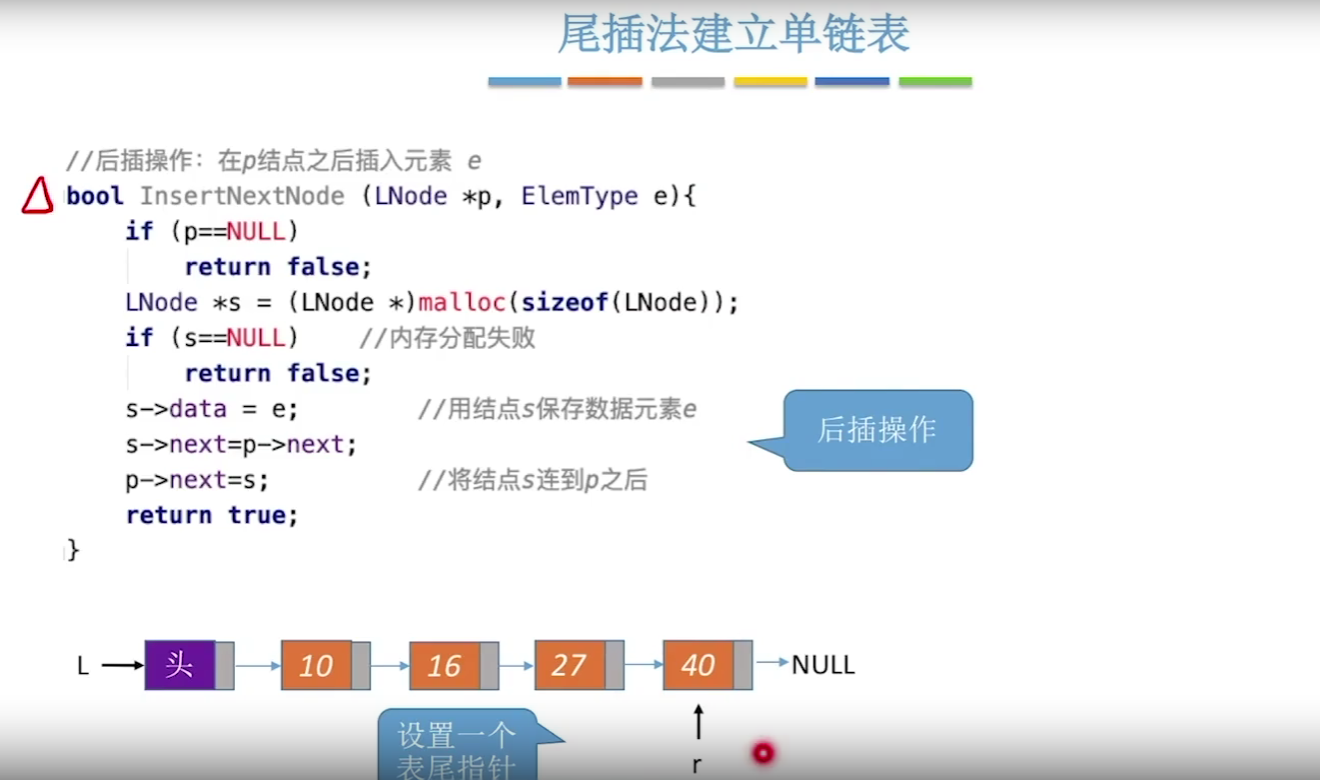 尾插法建立单链表
//后插操作：在p结点之后插入元素 e
bool InsertNextNode (LNode *p, ElemType e){
if (p==NULL)
return false;
LNode *s = (LNode *)malloc(sizeof(LNode));
if (s==NULL) //内存分配失败
return false;
s->data = e; //用结点s保存数据元素e
s->next=p->next;
p->next=s; //将结点s连到p之后
return true;
}
后插操作
L 头 10 16 27 40 NULL
设置一个
表尾指针
r